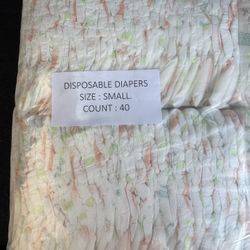 DISPOSABLE DIAPERS
SIZE : SMALL.
COUNT : 40